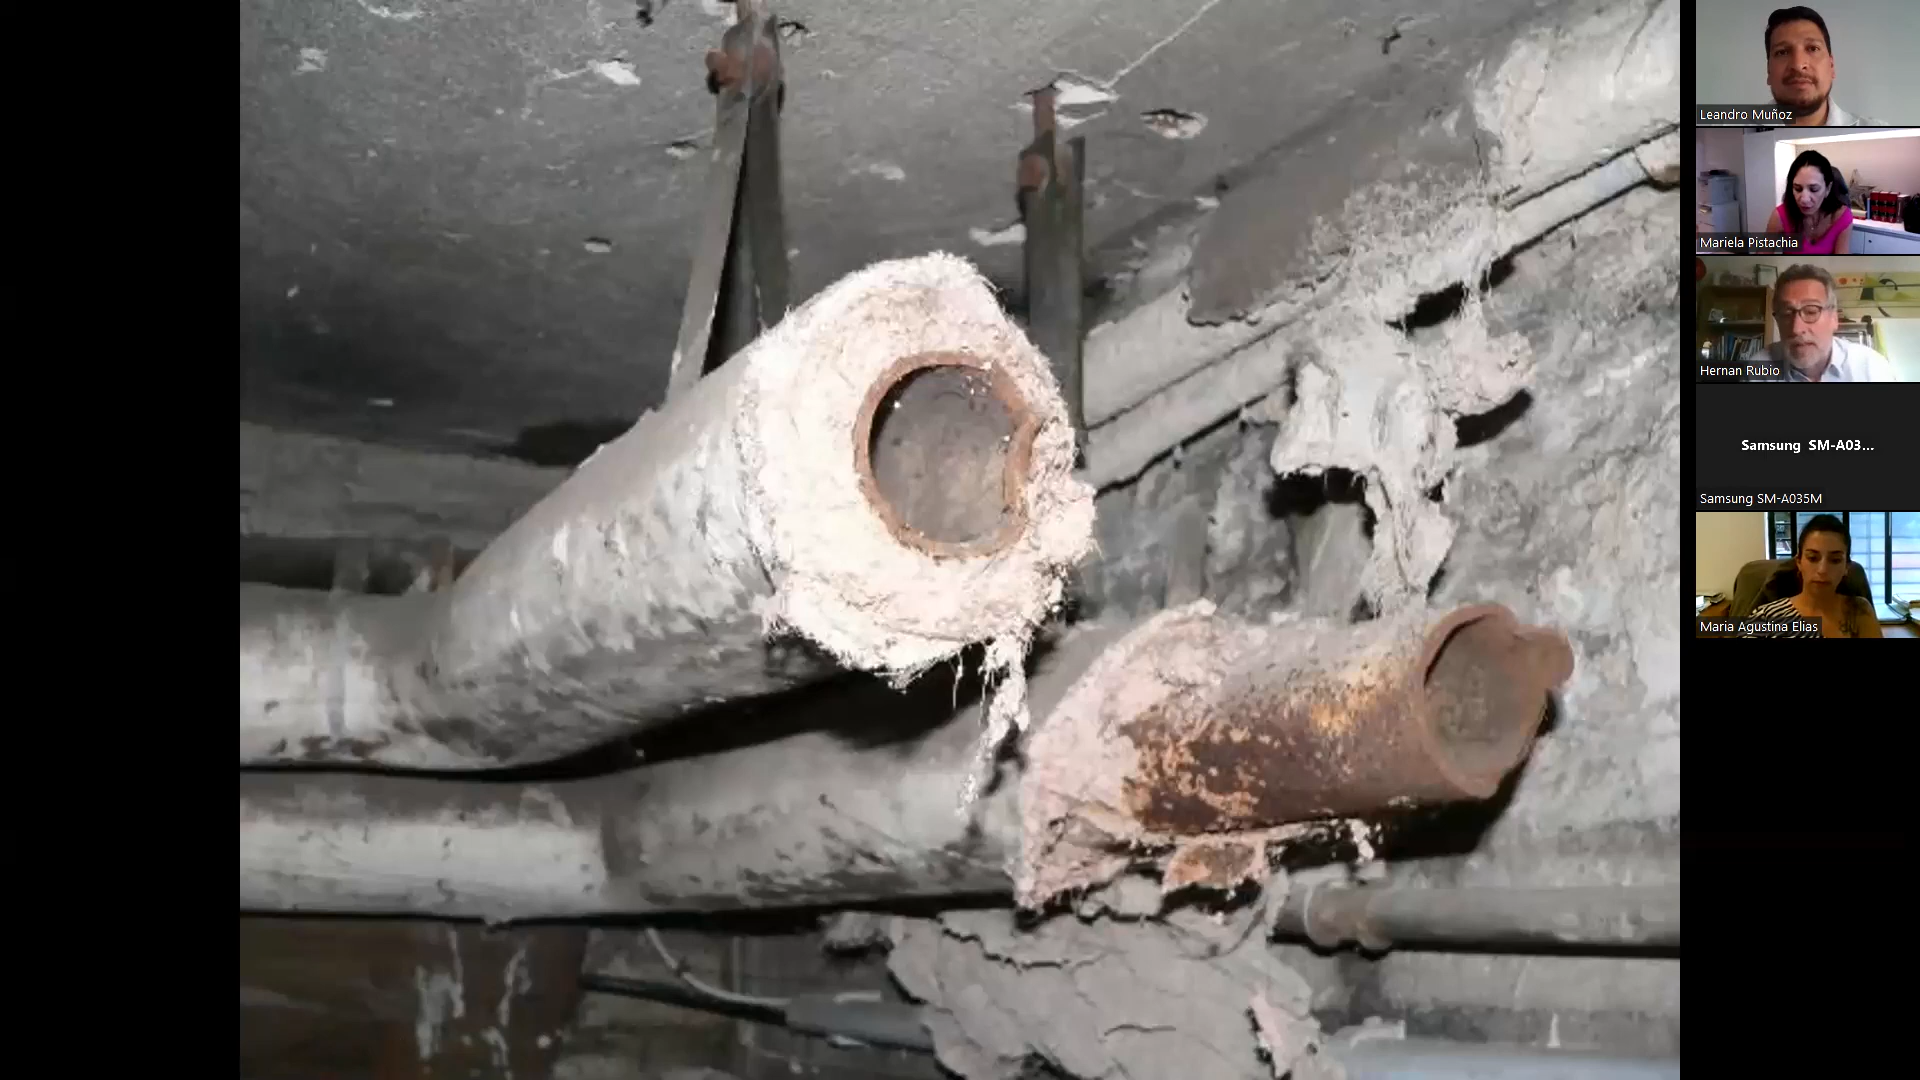 Leandro Muñoz
Mariela Pistachia
Hernan Rubio
Samsung SM-A03...
Samsung SM-A035M
Maria Agustina Elias